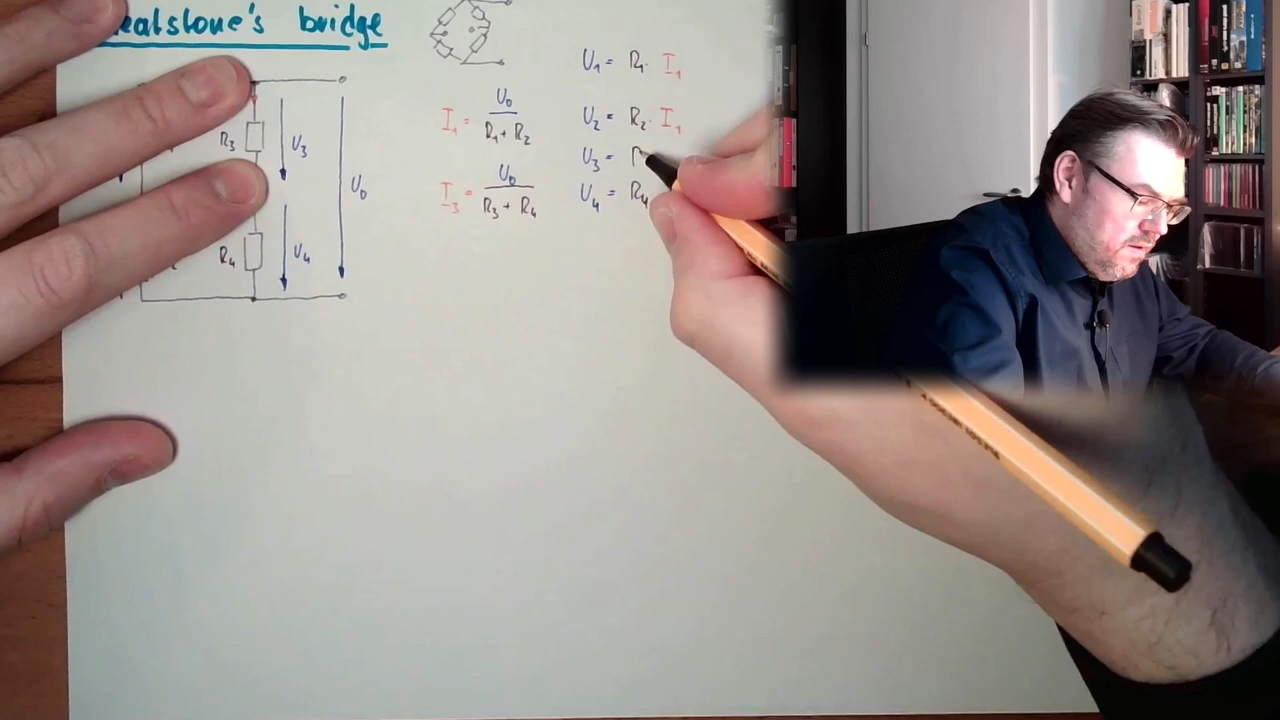 bridge
R₃
U₃
U₀
R₄
U₄
I₁ = U₀ / R₁ + R₂
I₃ = U₀ / R₃ + R₄
U₁ = R₁ · I₁
U₂ = R₂ · I₁
U₃ =
U₄ = R₄